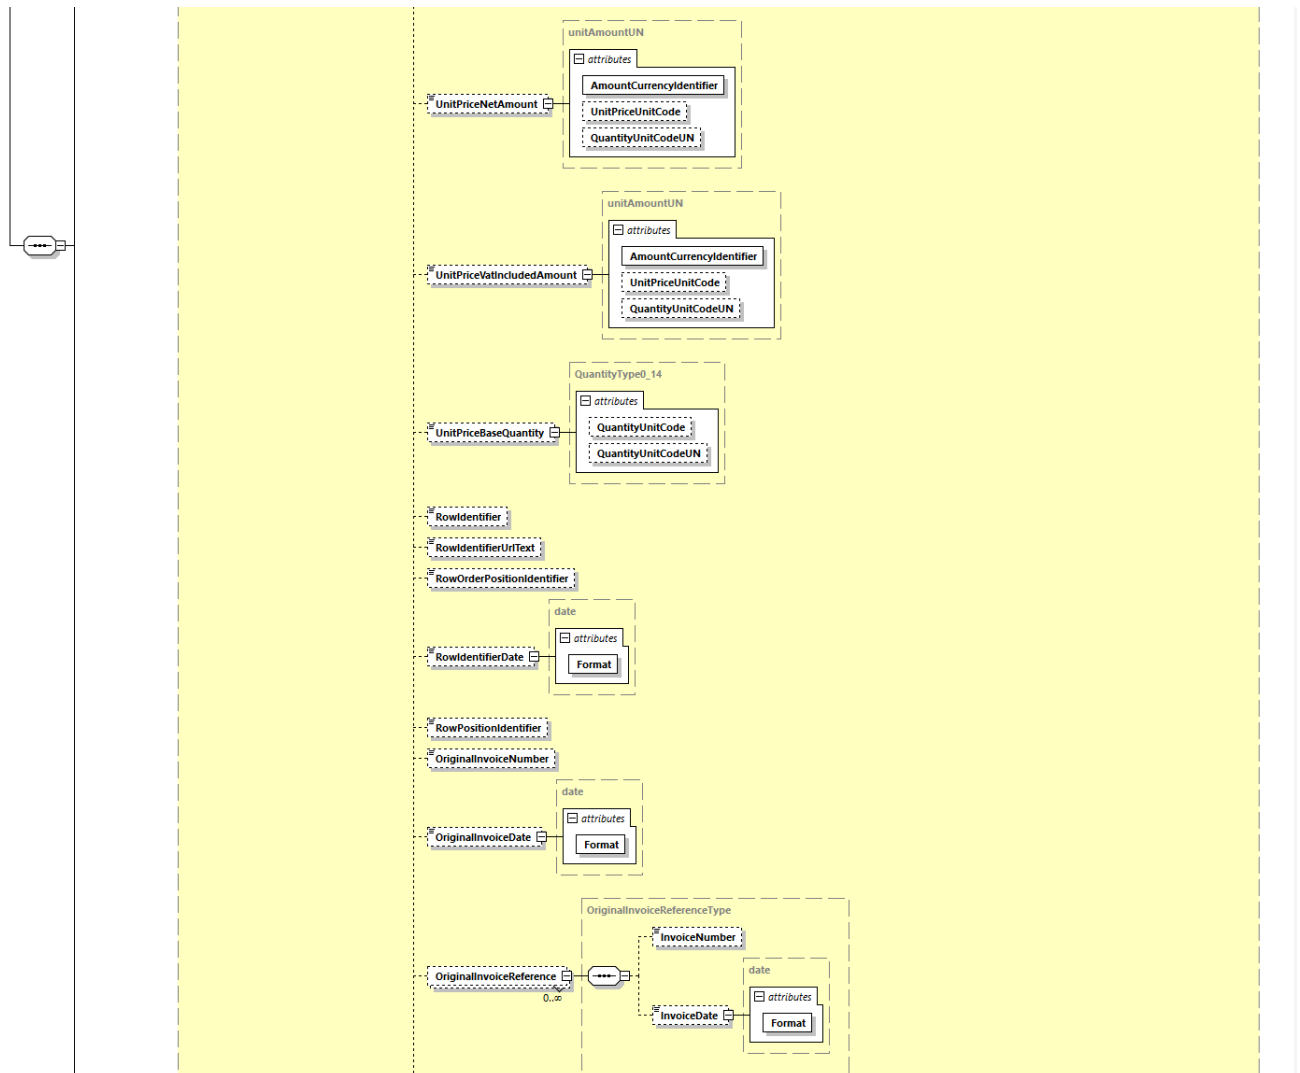 unitAmountUN
attributes
AmountCurrencyIdentifier
UnitPriceNetAmount
UnitPriceUnitCode
QuantityUnitCodeUN
unitAmountUN
attributes
AmountCurrencyIdentifier
UnitPriceVatIncludedAmount
UnitPriceUnitCode
QuantityUnitCodeUN
QuantityType0_14
attributes
QuantityUnitCode
UnitPriceBaseQuantity
QuantityUnitCodeUN
RowIdentifier
RowIdentifierUrlText
RowOrderPositionIdentifier
date
attributes
RowIdentifierDate
Format
RowPositionIdentifier
OriginalInvoiceNumber
date
attributes
OriginalInvoiceDate
Format
OriginalInvoiceReferenceType
InvoiceNumber
date
OriginalInvoiceReference
0..∞
attributes
InvoiceDate
Format